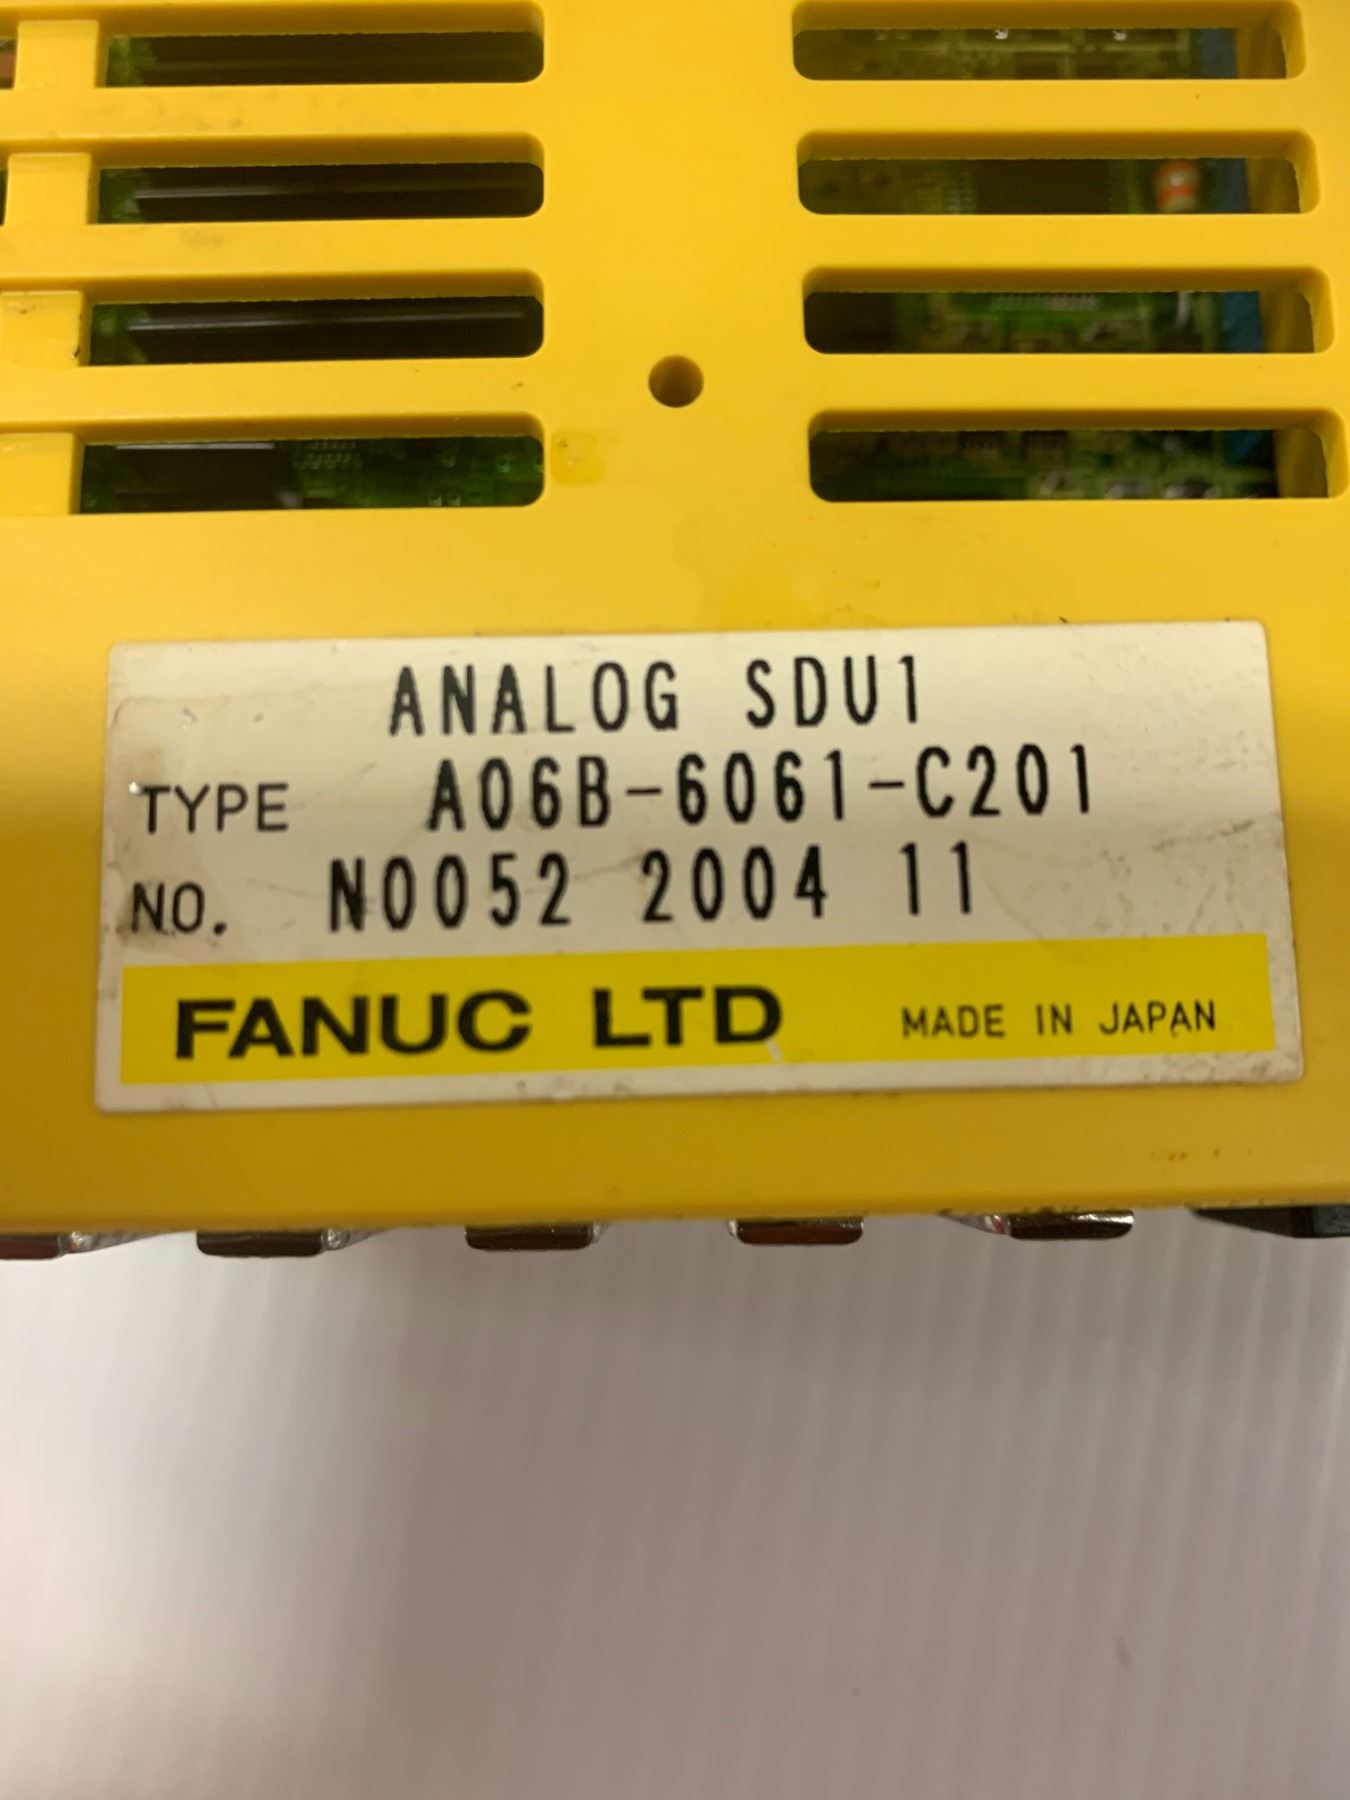 ANALOG SDU1
TYPE A06B-6061-C201
NO. N0052 2004 11
FANUC LTD MADE IN JAPAN